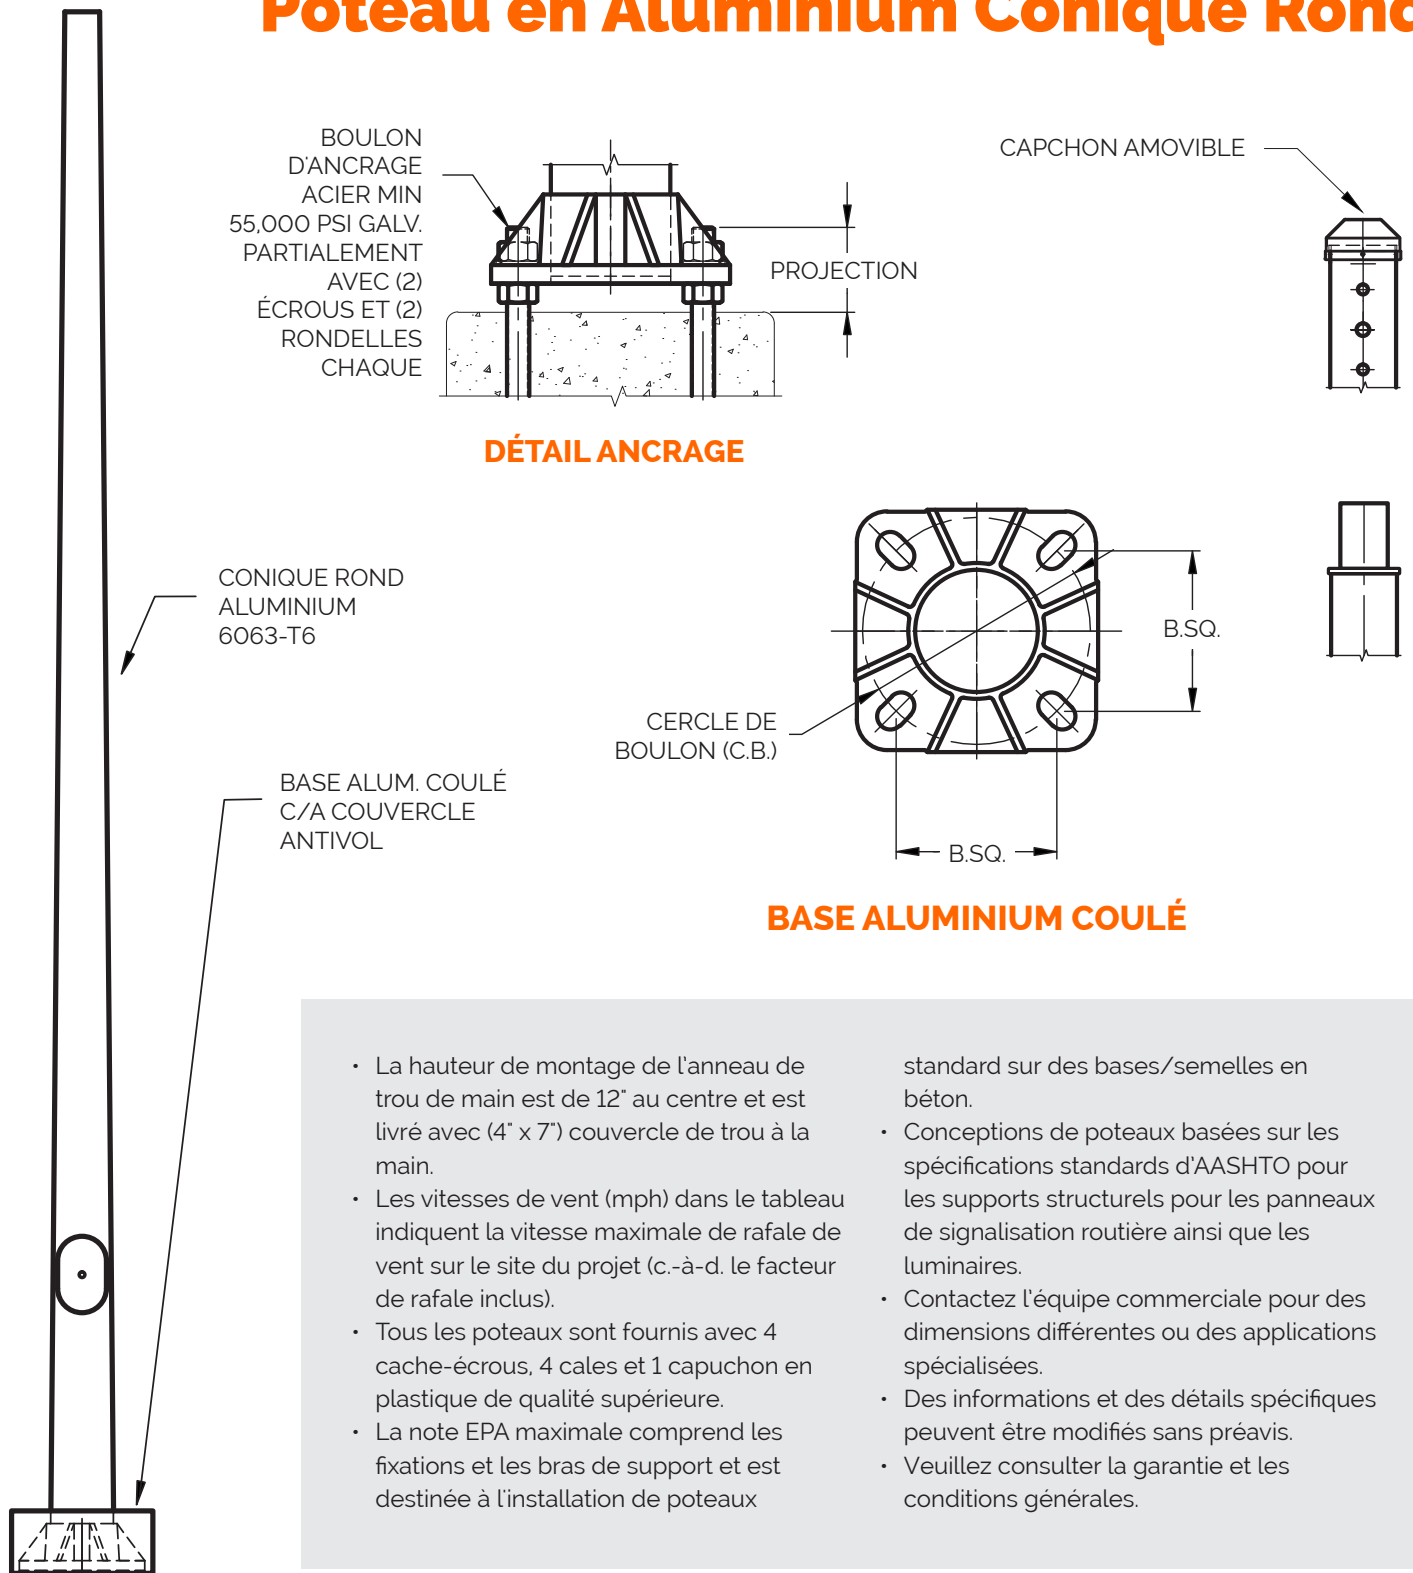 Poteau en Aluminium Conique Rond
BOULON
D'ANCRAGE
ACIER MIN
55,000 PSI GALV.
PARTIALEMENT
AVEC (2)
ÉCROUS ET (2)
RONDELLES
CHAQUE
PROJECTION
CAPCHON AMOVIBLE
DÉTAIL ANCRAGE
CONIQUE ROND
ALUMINIUM
6063-T6
B.SQ.
CERCLE DE
BOULON (C.B.)
BASE ALUM. COULÉ
C/A COUVERCLE
ANTIVOL
B.SQ.
BASE ALUMINIUM COULÉ
• La hauteur de montage de l'anneau de
trou de main est de 12" au centre et est
livré avec (4" x 7") couvercle de trou à la
main.
• Les vitesses de vent (mph) dans le tableau
indiquent la vitesse maximale de rafale de
vent sur le site du projet (c.-à-d. le facteur
de rafale inclus).
• Tous les poteaux sont fournis avec 4
cache-écrous, 4 cales et 1 capuchon en
plastique de qualité supérieure.
• La note EPA maximale comprend les
fixations et les bras de support et est
destinée à l'installation de poteaux
standard sur des bases/semelles en
béton.
• Conceptions de poteaux basées sur les
spécifications standards d'AASHTO pour
les supports structurels pour les panneaux
de signalisation routière ainsi que les
luminaires.
• Contactez l'équipe commerciale pour des
dimensions différentes ou des applications
spécialisées.
• Des informations et des détails spécifiques
peuvent être modifiés sans préavis.
• Veuillez consulter la garantie et les
conditions générales.